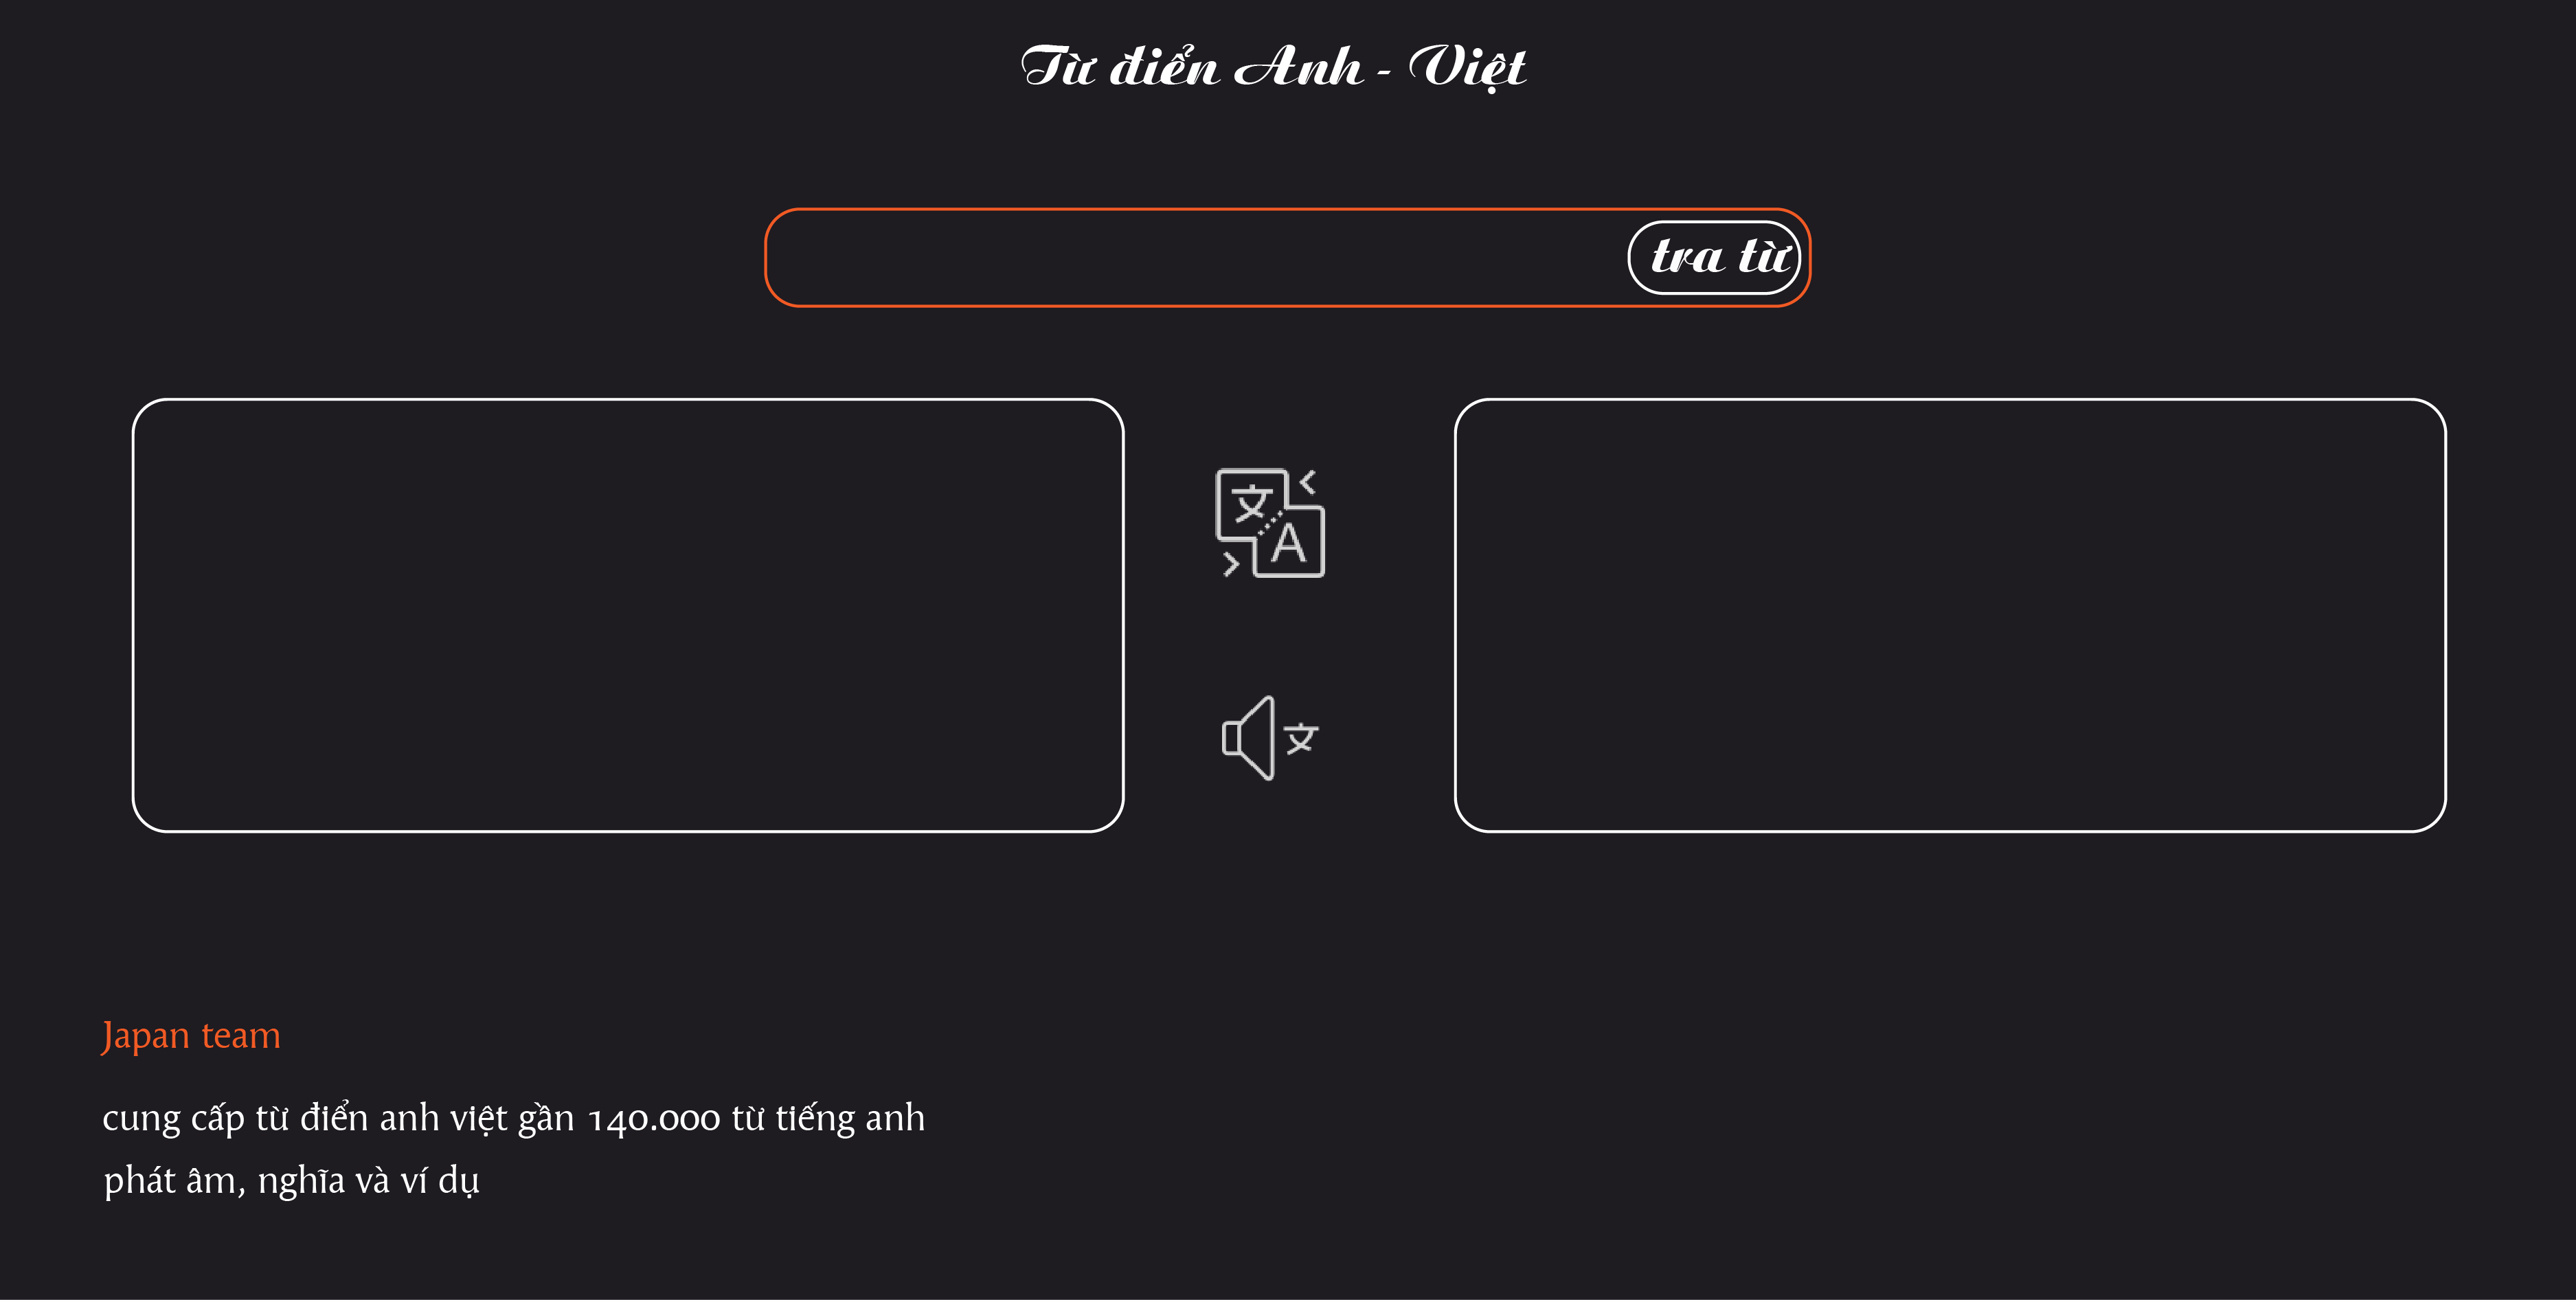 Từ điển Anh - Việt
tra từ
文
A
文
Japan team
cung cấp từ điển anh việt gần 140.000 từ tiếng anh
phát âm, nghĩa và ví dụ